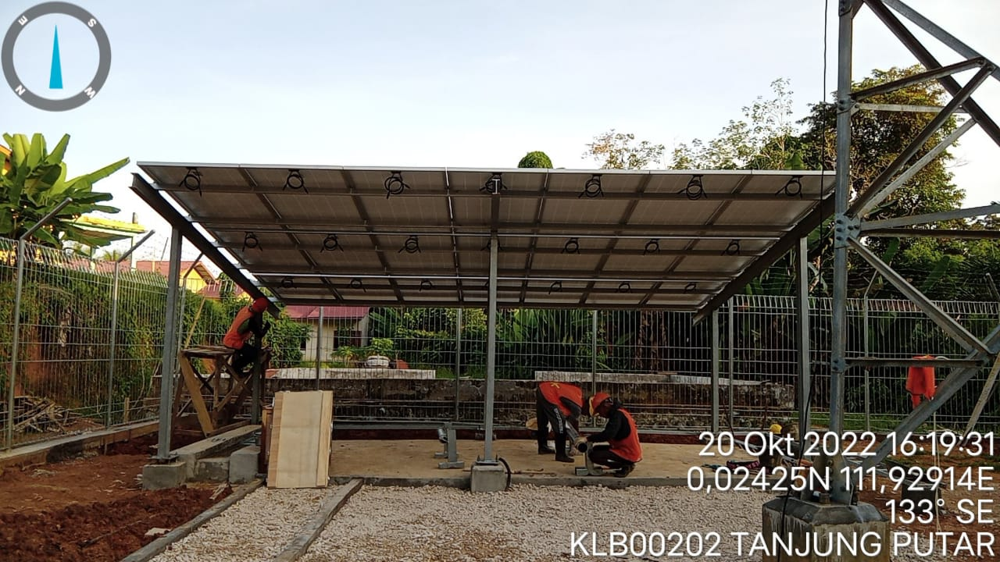 E S
N W
20 Okt 2022 16:19:31
0,02425N 111,92914E
133° SE
KLB00202 TANJUNG PUTAR